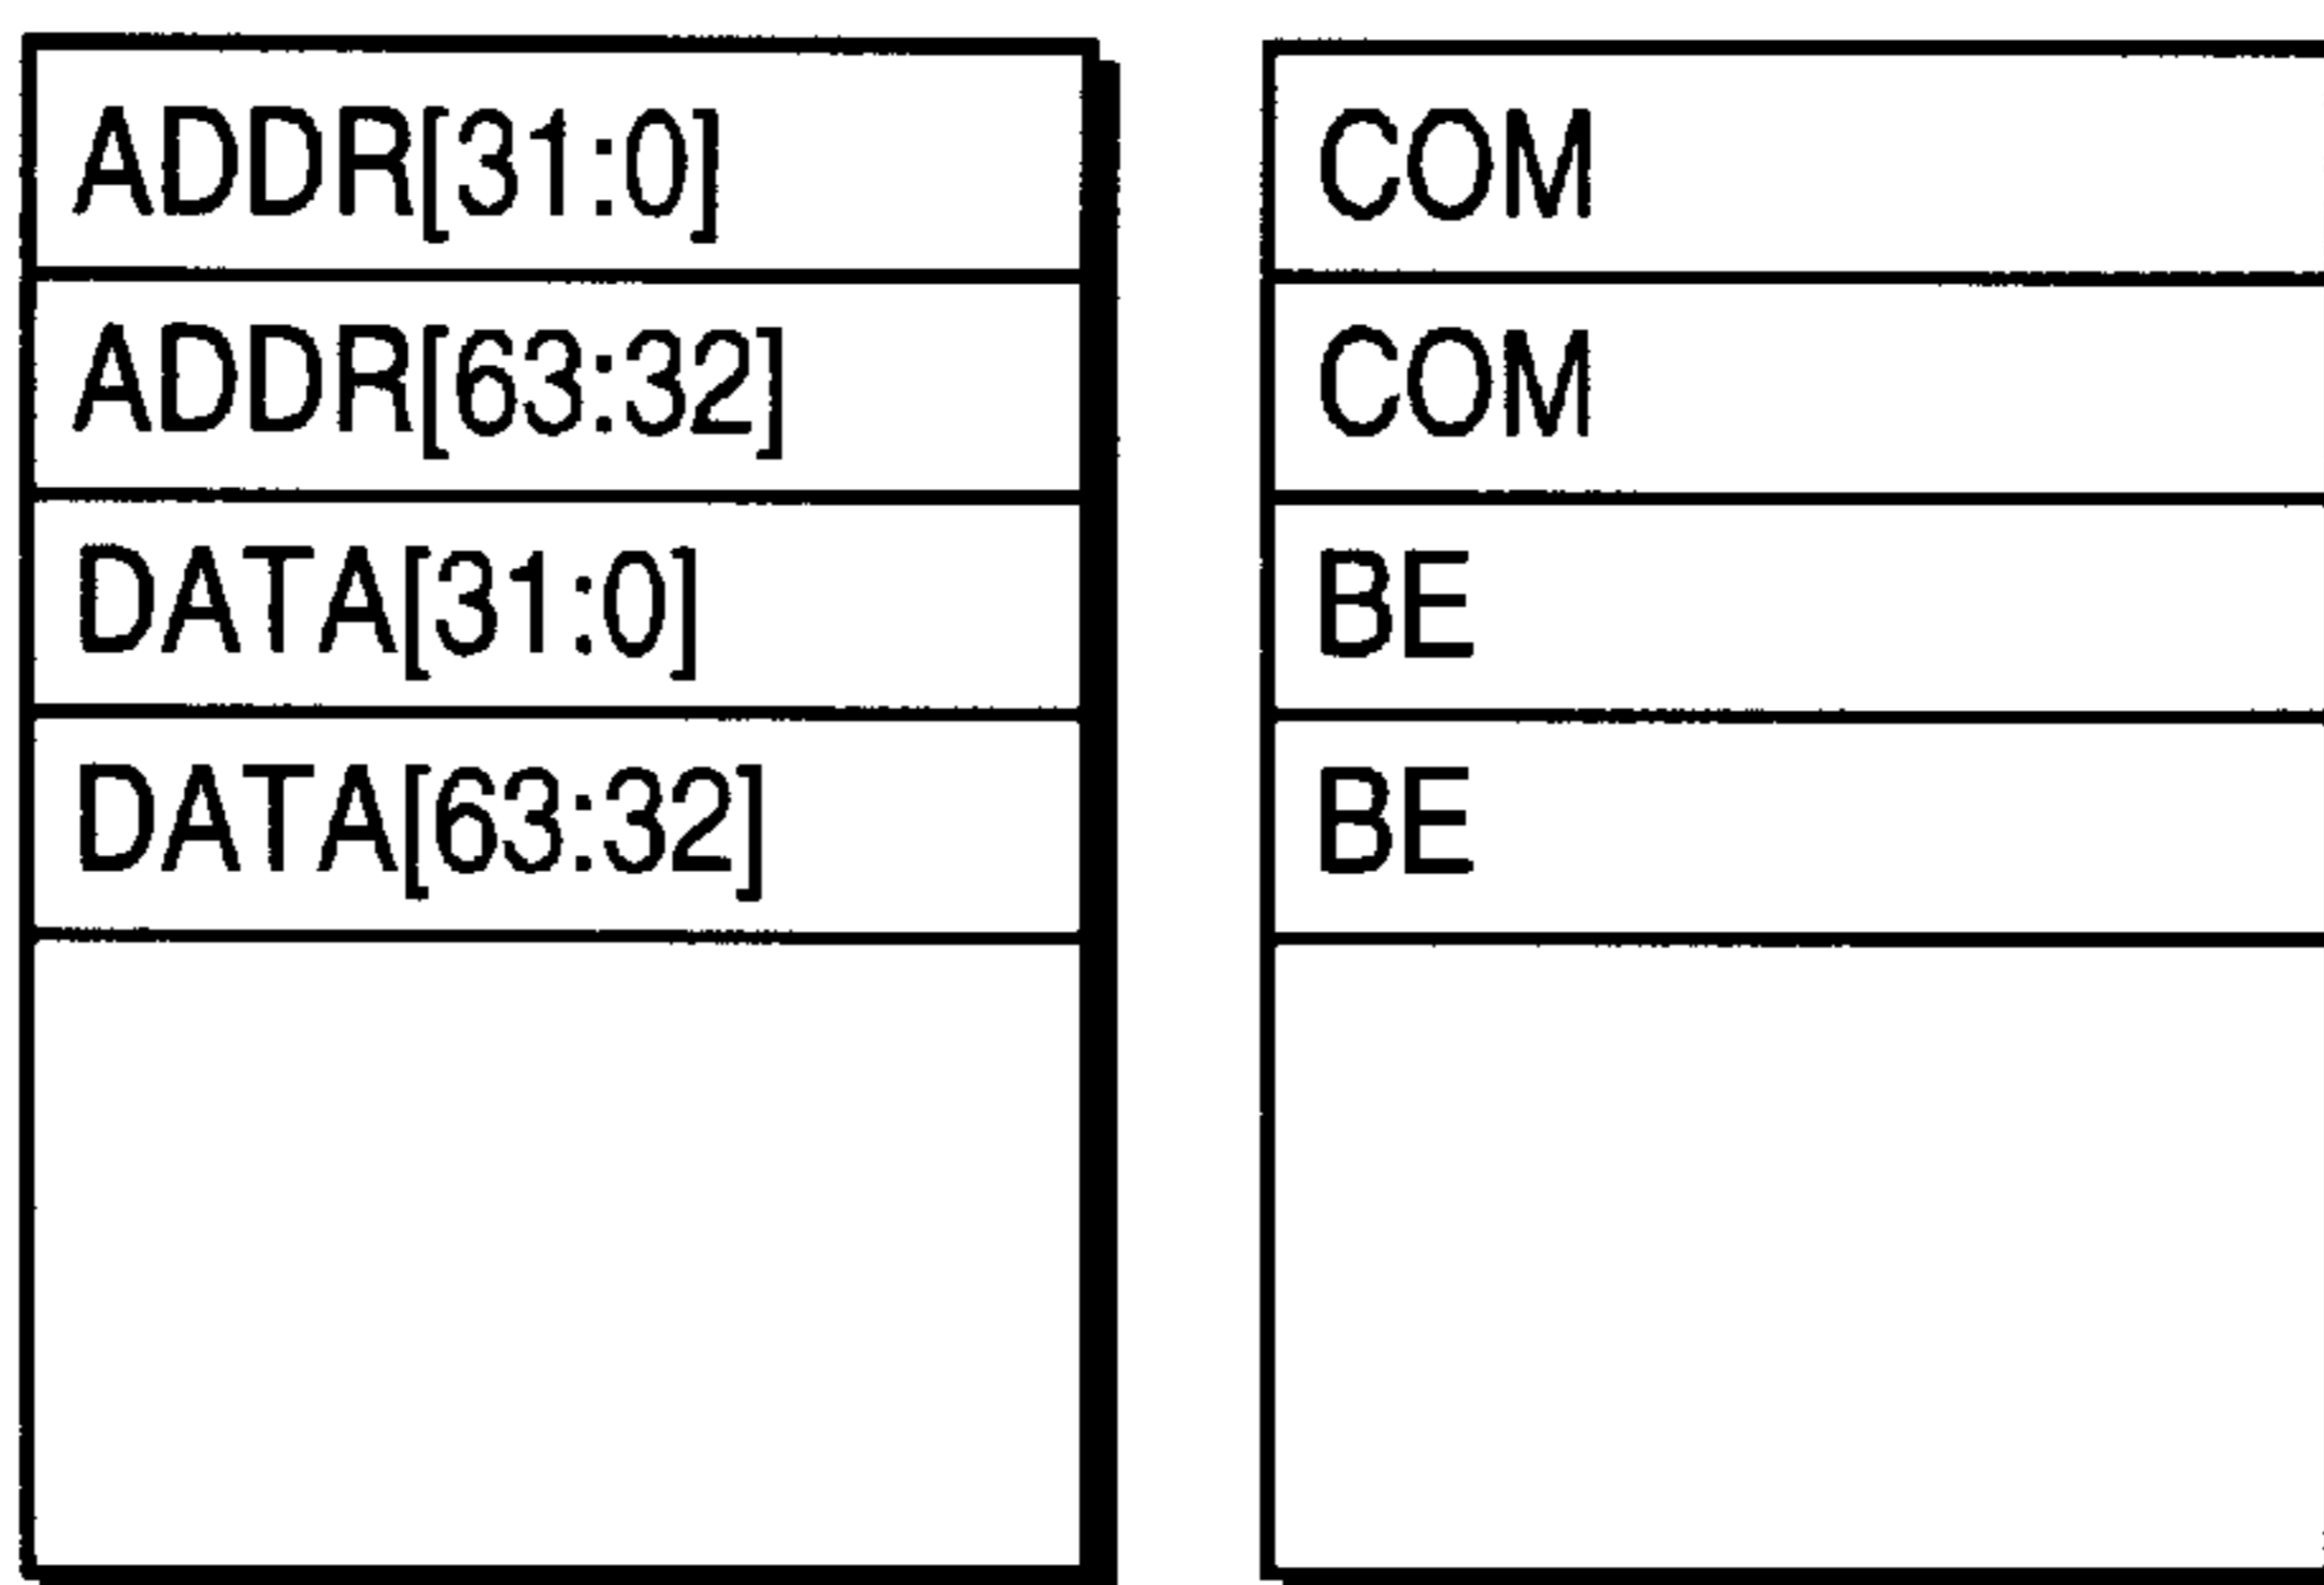 ADDR[31:0] COM
ADDR[63:32] COM
DATA[31:0] BE
DATA[63:32] BE